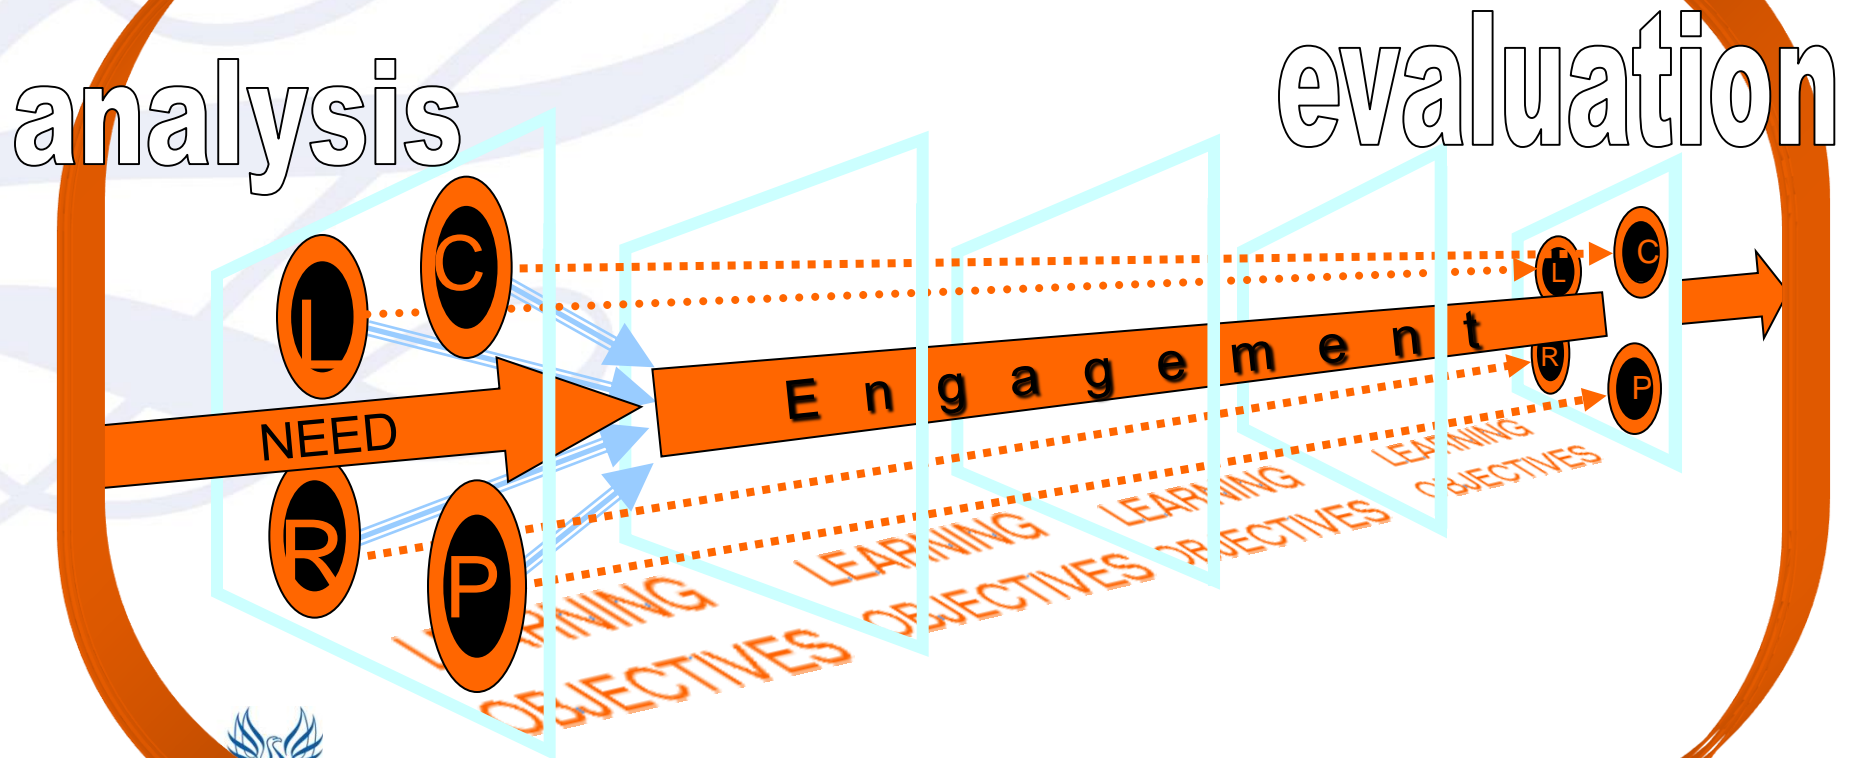 analysis
evaluation
L
C
NEED
R
P
Engagement
L
C
R
P
LEARNING
OBJECTIVES
LEARNING
OBJECTIVES
LEARNING
OBJECTIVES
LEARNING
OBJECTIVES